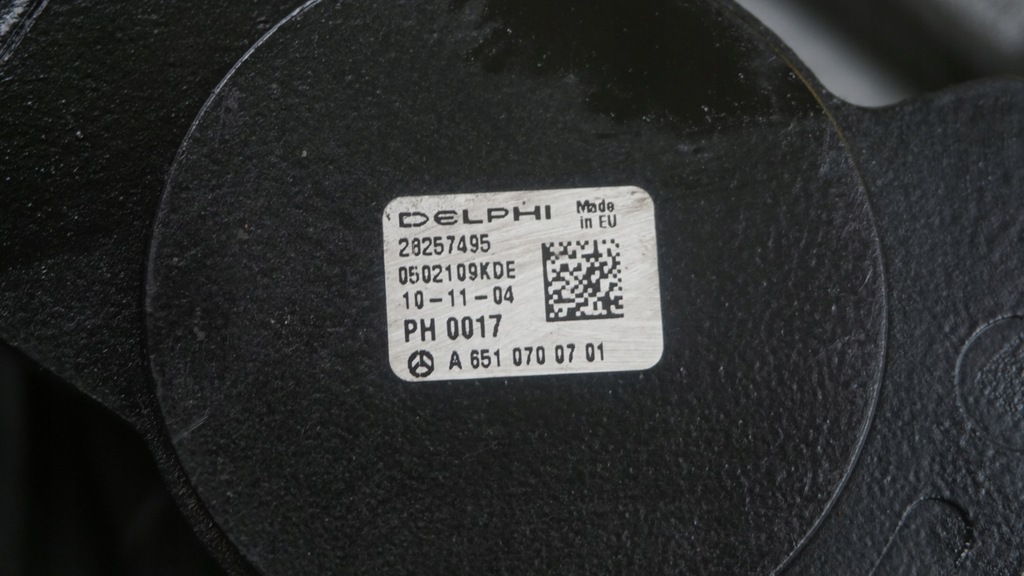 DELPHI
Made
in EU
28257495
0502109KDE
10-11-04
PH 0017
A 651 070 07 01